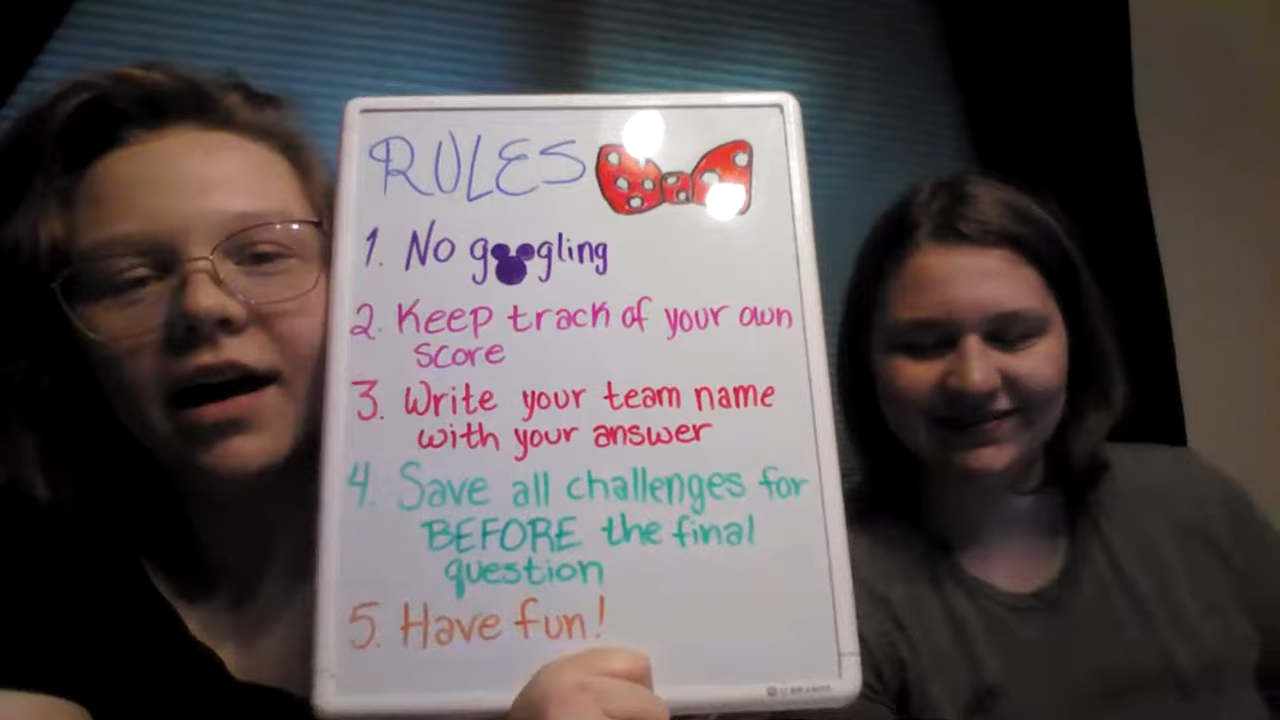 RULES
1. No googling
2. Keep track of your own
score
3. Write your team name
with your answer
4. Save all challenges for
BEFORE the final
question
5. Have fun!